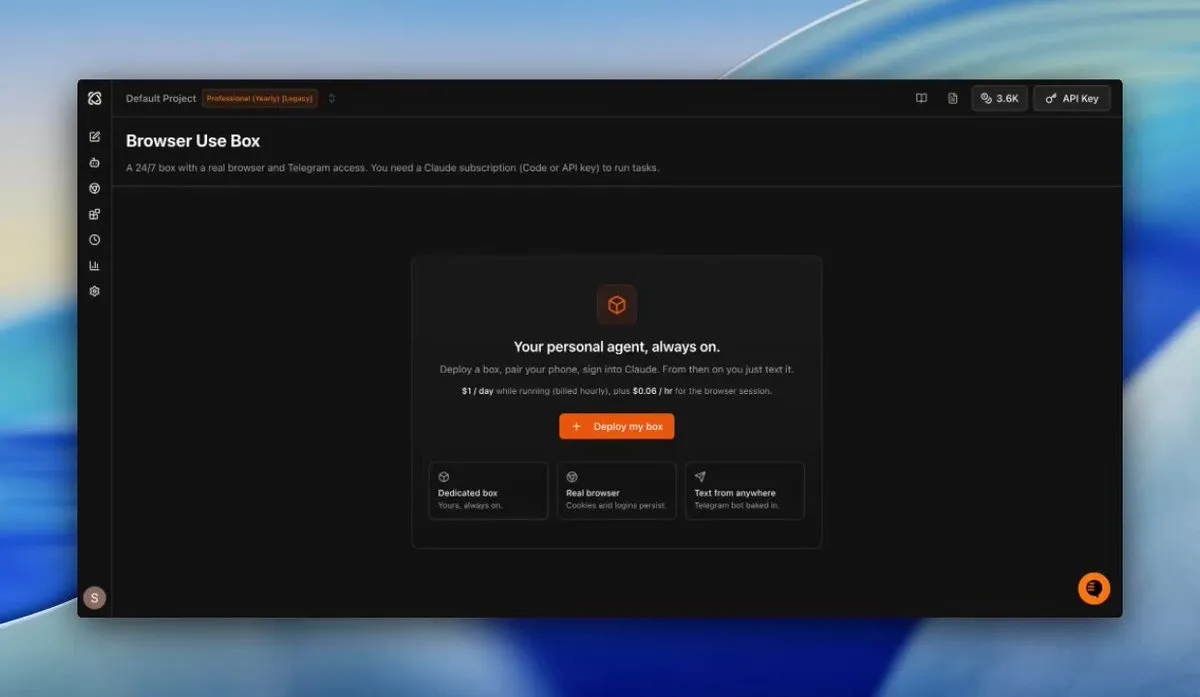 Default Project Professional (Yearly) [Legacy] 3.6K API Key
Browser Use Box
A 24/7 box with a real browser and Telegram access. You need a Claude subscription (Code or API key) to run tasks.
Your personal agent, always on.
Deploy a box, pair your phone, sign into Claude. From then on you just text it.
$1 / day while running (billed hourly), plus $0.06 / hr for the browser session.
+ Deploy my box
Dedicated box
Yours, always on.
Real browser
Cookies and logins persist.
Text from anywhere
Telegram bot baked in.
S